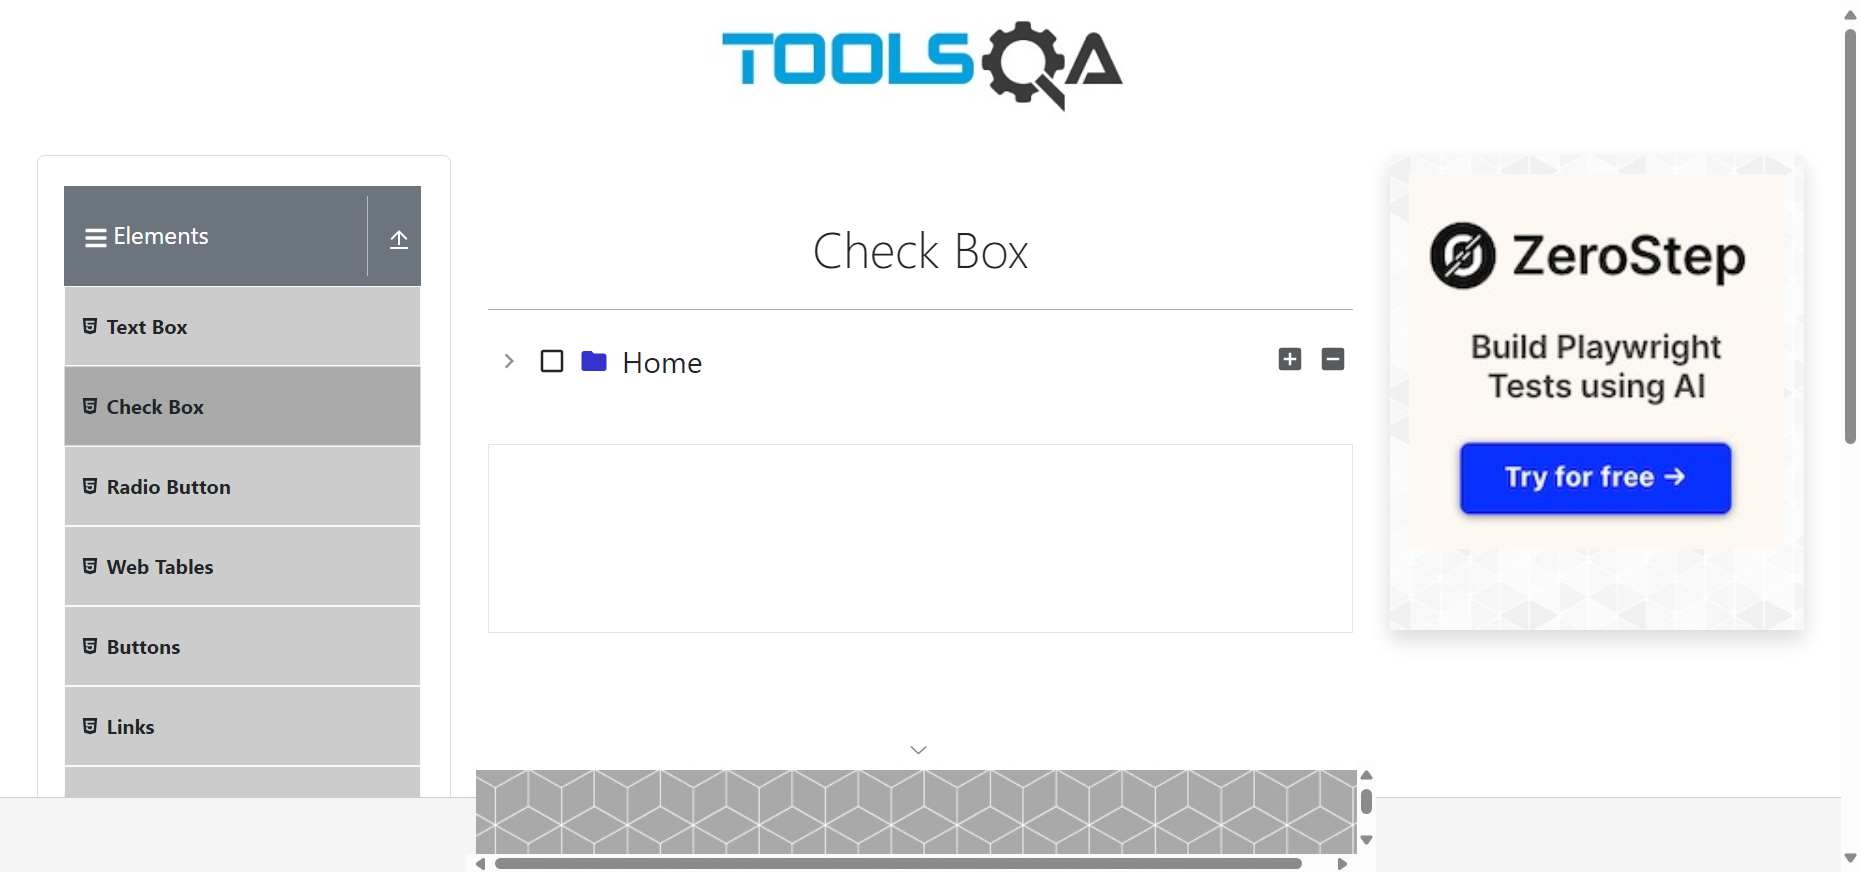 TOOLSQA
Elements
Text Box
Check Box
Radio Button
Web Tables
Buttons
Links
Check Box
Home
ZeroStep
Build Playwright
Tests using AI
Try for free →